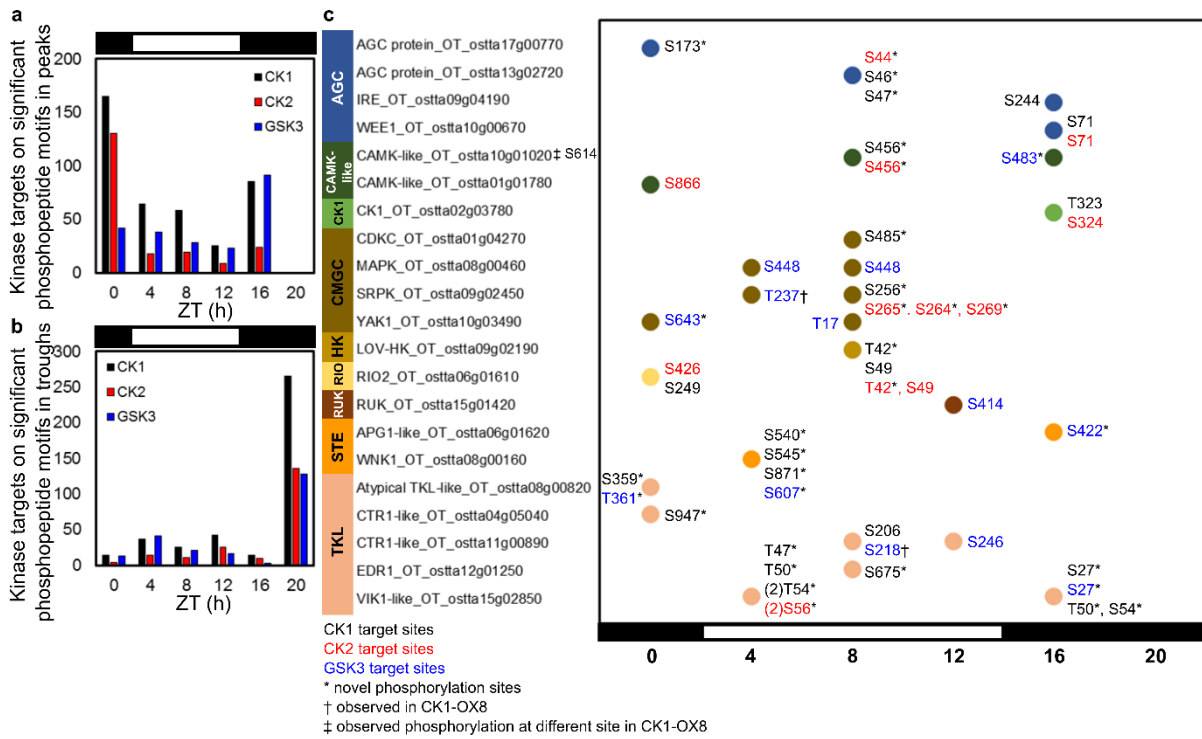 a
Kinase targets on significant
phosphopeptide motifs in peaks
200
150
100
50
0
CK1
CK2
GSK3
0 4 8 12 16 20
ZT (h)
b
Kinase targets on significant
phosphopeptide motifs in troughs
300
250
200
150
100
50
0
CK1
CK2
GSK3
0 4 8 12 16 20
ZT (h)
c
AGC
AGC protein_OT_ostta17g00770
AGC protein_OT_ostta13g02720
IRE_OT_ostta09g04190
WEE1_OT_ostta10g00670
CAMK-
like
CAMK-like_OT_ostta10g01020‡ S614
CAMK-like_OT_ostta01g01780
CK1
CK1_OT_ostta02g03780
CMGC
CDKC_OT_ostta01g04270
MAPK_OT_ostta08g00460
SRPK_OT_ostta09g02450
YAK1_OT_ostta10g03490
HK
LOV-HK_OT_ostta09g02190
RIO
RIO2_OT_ostta06g01610
RUK
RUK_OT_ostta15g01420
STE
APG1-like_OT_ostta06g01620
WNK1_OT_ostta08g00160
TKL
Atypical TKL-like_OT_ostta08g00820
CTR1-like_OT_ostta04g05040
CTR1-like_OT_ostta11g00890
EDR1_OT_ostta12g01250
VIK1-like_OT_ostta15g02850
S173*
S44*
S46*
S47*
S244
S71
S71
S456*
S456*
S483*
S866
T323
S324
S485*
S448
S448
T237†
S256*
S265*. S264*, S269*
S643*
T17
T42*
S49
T42*, S49
S426
S249
S414
S422*
S540*
S545*
S871*
S607*
S359*
T361*
S947*
S206
S218†
S246
S675*
T47*
T50*
(2)T54*
(2)S56*
S27*
S27*
T50*, S54*
0 4 8 12 16 20
CK1 target sites
CK2 target sites
GSK3 target sites
* novel phosphorylation sites
† observed in CK1-OX8
‡ observed phosphorylation at different site in CK1-OX8